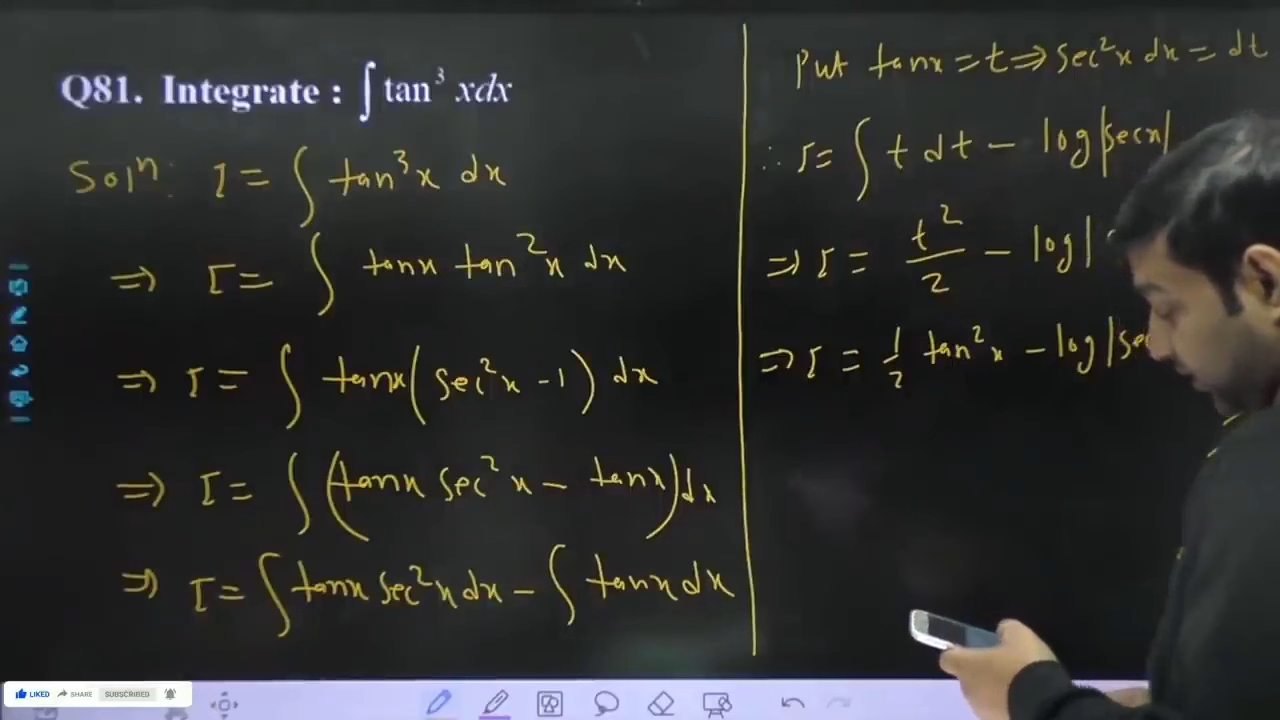 Q81. Integrate : ∫ tan³ xdx
Solⁿ: I = ∫ tan³x dx
⇒ I = ∫ tanx tan²x dx
⇒ I = ∫ tanx(sec²x -1) dx
⇒ I = ∫ (tanx sec²x - tanx)dx
⇒ I = ∫ tanx sec²x dx - ∫ tanx dx
Put tanx = t ⇒ sec²x dx = dt
∴ I = ∫ t dt - log|secx|
⇒ I = t²/2 - log|
⇒ I = 1/2 tan²x - log|sec
LIKED SHARE SUBSCRIBED